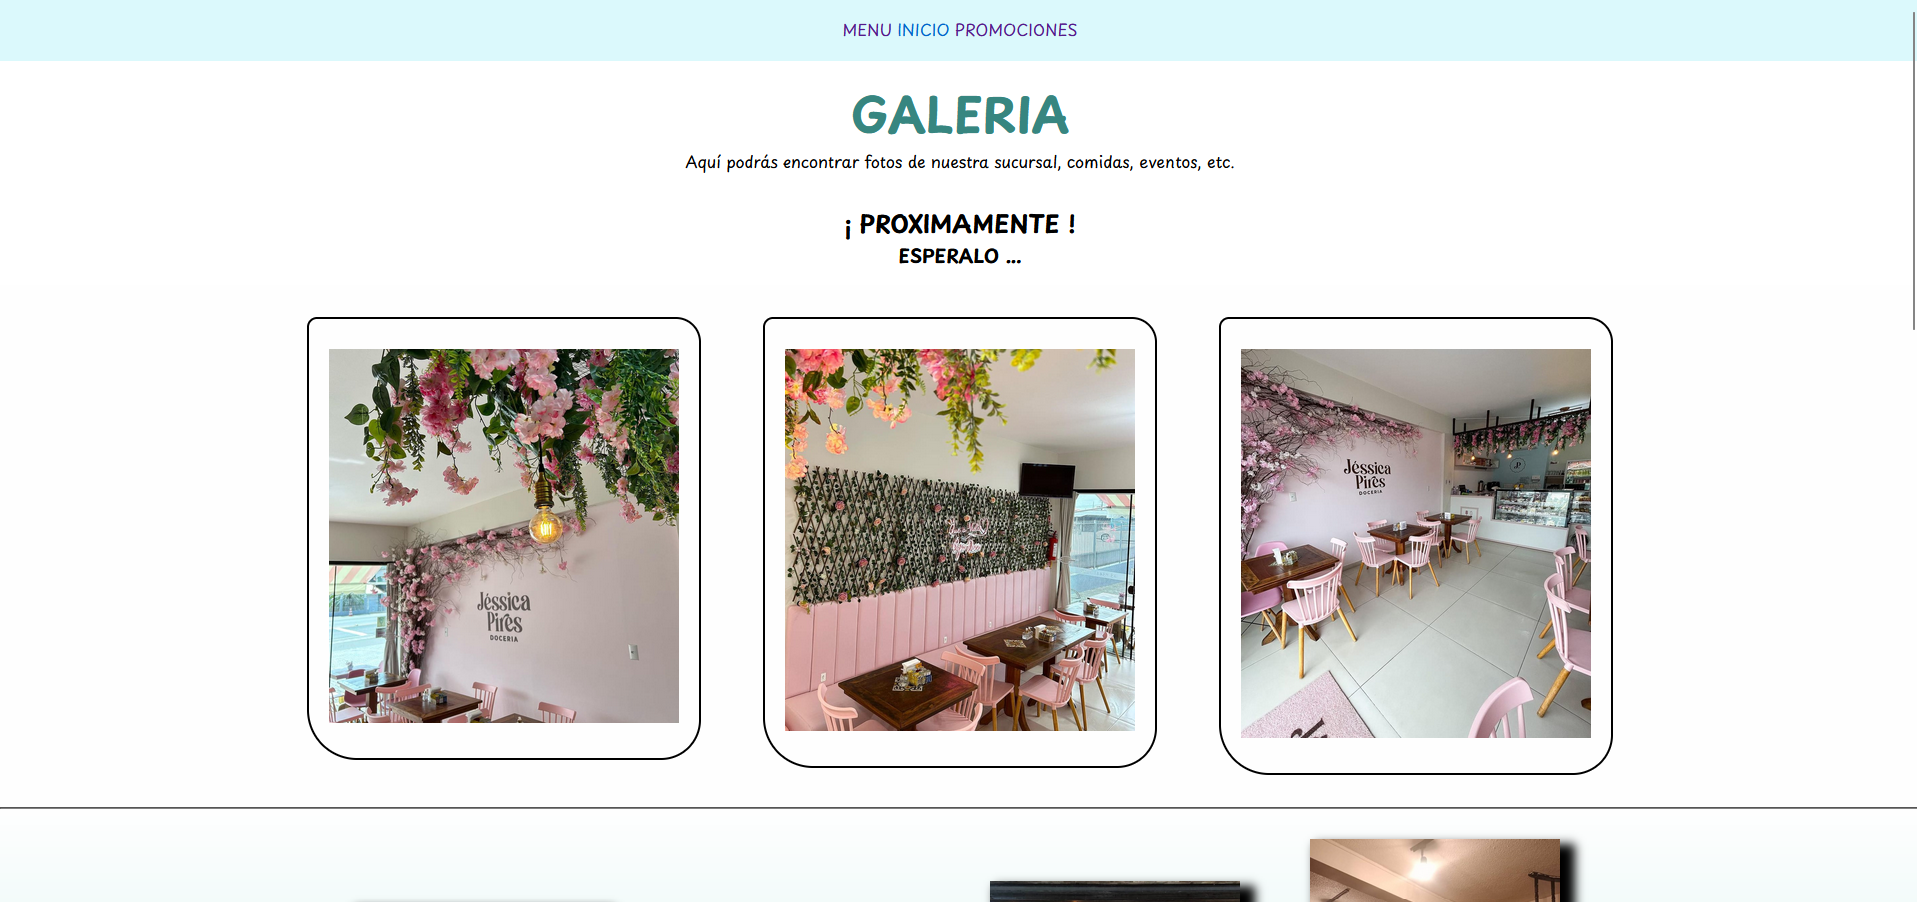 MENU INICIO PROMOCIONES
GALERIA
Aquí podrás encontrar fotos de nuestra sucursal, comidas, eventos, etc.
¡ PROXIMAMENTE !
ESPERALO ...
Jéssica
Pires
DOCERIA
Jéssica
Pires
DOCERIA